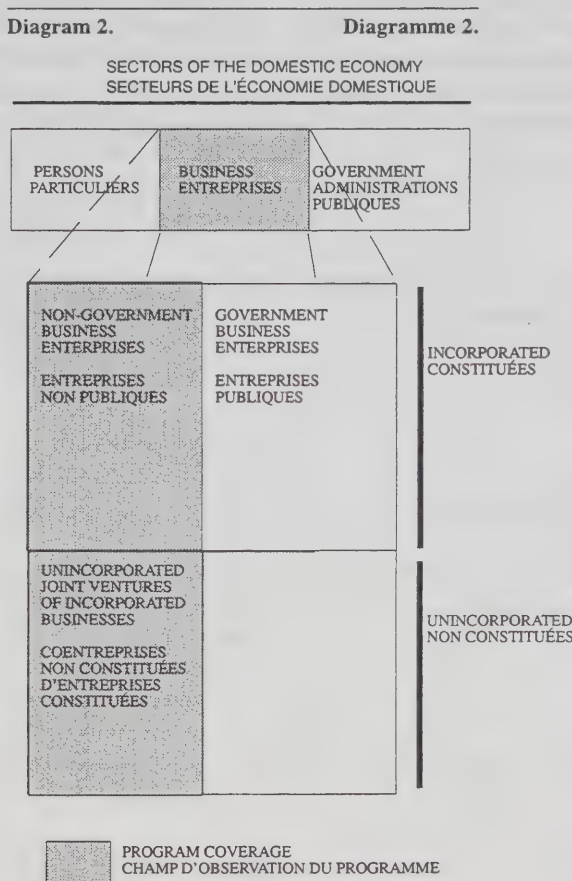 Diagram 2.
Diagramme 2.
SECTORS OF THE DOMESTIC ECONOMY
SECTEURS DE L'ÉCONOMIE DOMESTIQUE
PERSONS
PARTICULIERS
BUSINESS
ENTREPRISES
GOVERNMENT
ADMINISTRATIONS
PUBLIQUES
NON-GOVERNMENT
BUSINESS
ENTERPRISES
ENTREPRISES
NON PUBLIQUES
GOVERNMENT
BUSINESS
ENTERPRISES
ENTREPRISES
PUBLIQUES
INCORPORATED
CONSTITUÉES
UNINCORPORATED
JOINT VENTURES
OF INCORPORATED
BUSINESSES
COENTREPRISES
NON CONSTITUÉES
D'ENTREPRISES
CONSTITUÉES
UNINCORPORATED
NON CONSTITUÉES
PROGRAM COVERAGE
CHAMP D'OBSERVATION DU PROGRAMME